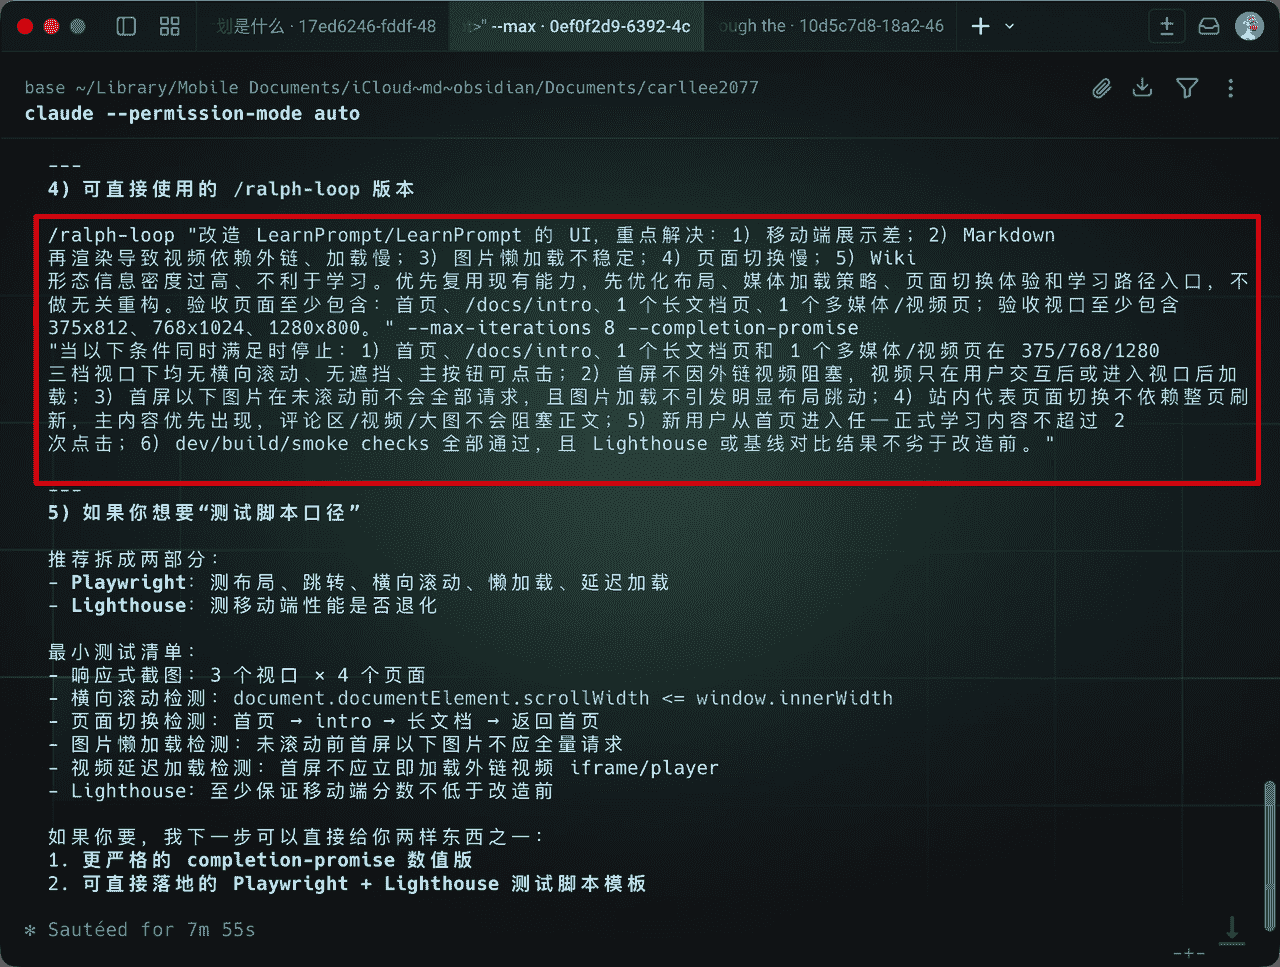 划是什么 · 17ed6246-fddf-48
>" --max · 0ef0f2d9-6392-4c
ough the · 10d5c7d8-18a2-46
base ~/Library/Mobile Documents/iCloud~md~obsidian/Documents/carllee2077
claude --permission-mode auto
---
4) 可直接使用的 /ralph-loop 版本
/ralph-loop "改造 LearnPrompt/LearnPrompt 的 UI，重点解决：1) 移动端展示差；2) Markdown
再渲染导致视频依赖外链、加载慢；3) 图片懒加载不稳定；4) 页面切换慢；5) Wiki
形态信息密度过高、不利于学习。优先复用现有能力，先优化布局、媒体加载策略、页面切换体验和学习路径入口，不
做无关重构。验收页面至少包含：首页、/docs/intro、1 个长文档页、1 个多媒体/视频页；验收视口至少包含
375x812、768x1024、1280x800。" --max-iterations 8 --completion-promise
"当以下条件同时满足时停止：1) 首页、/docs/intro、1 个长文档页和 1 个多媒体/视频页在 375/768/1280
三档视口下均无横向滚动、无遮挡、主按钮可点击；2) 首屏不因外链视频阻塞，视频只在用户交互后或进入视口后加
载；3) 首屏以下图片在未滚动前不会全部请求，且图片加载不引发明显布局跳动；4) 站内代表页面切换不依赖整页刷
新，主内容优先出现，评论区/视频/大图不会阻塞正文；5) 新用户从首页进入任一正式学习内容不超过 2
次点击；6) dev/build/smoke checks 全部通过，且 Lighthouse 或基线对比结果不劣于改造前。"
---
5) 如果你想要“测试脚本口径”
推荐拆成两部分：
- Playwright：测布局、跳转、横向滚动、懒加载、延迟加载
- Lighthouse：测移动端性能是否退化
最小测试清单：
- 响应式截图：3 个视口 × 4 个页面
- 横向滚动检测：document.documentElement.scrollWidth <= window.innerWidth
- 页面切换检测：首页 → intro → 长文档 → 返回首页
- 图片懒加载检测：未滚动前首屏以下图片不应全量请求
- 视频延迟加载检测：首屏不应立即加载外链视频 iframe/player
- Lighthouse：至少保证移动端分数不低于改造前
如果你要，我下一步可以直接给你两样东西之一：
1. 更严格的 completion-promise 数值版
2. 可直接落地的 Playwright + Lighthouse 测试脚本模板
* Sautéed for 7m 55s